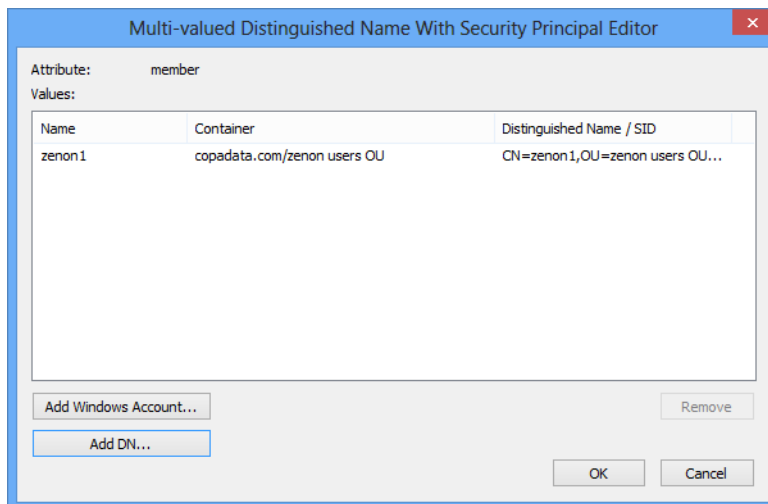 Multi-valued Distinguished Name With Security Principal Editor
Attribute: member
Values:
Name Container Distinguished Name / SID
zenon1 copadata.com/zenon users OU CN=zenon1,OU=zenon users OU...
Add Windows Account... Remove
Add DN...
OK Cancel